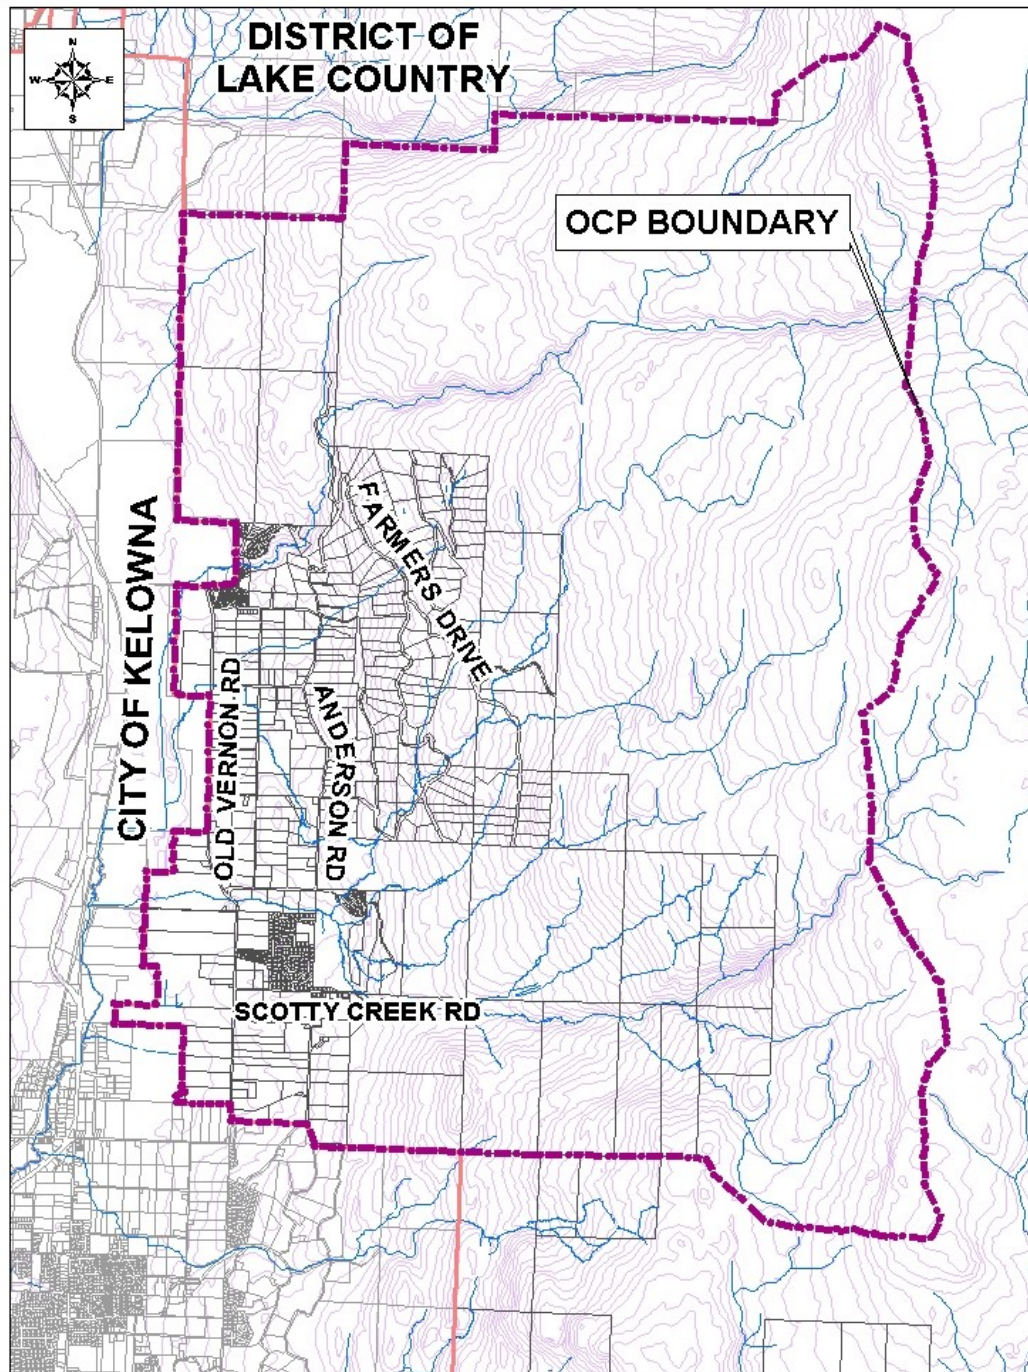 DISTRICT OF
LAKE COUNTRY
N
W E
S
OCP BOUNDARY
CITY OF KELOWNA
FARMERS DRIVE
OLD VERNON RD
ANDERSON RD
SCOTTY CREEK RD